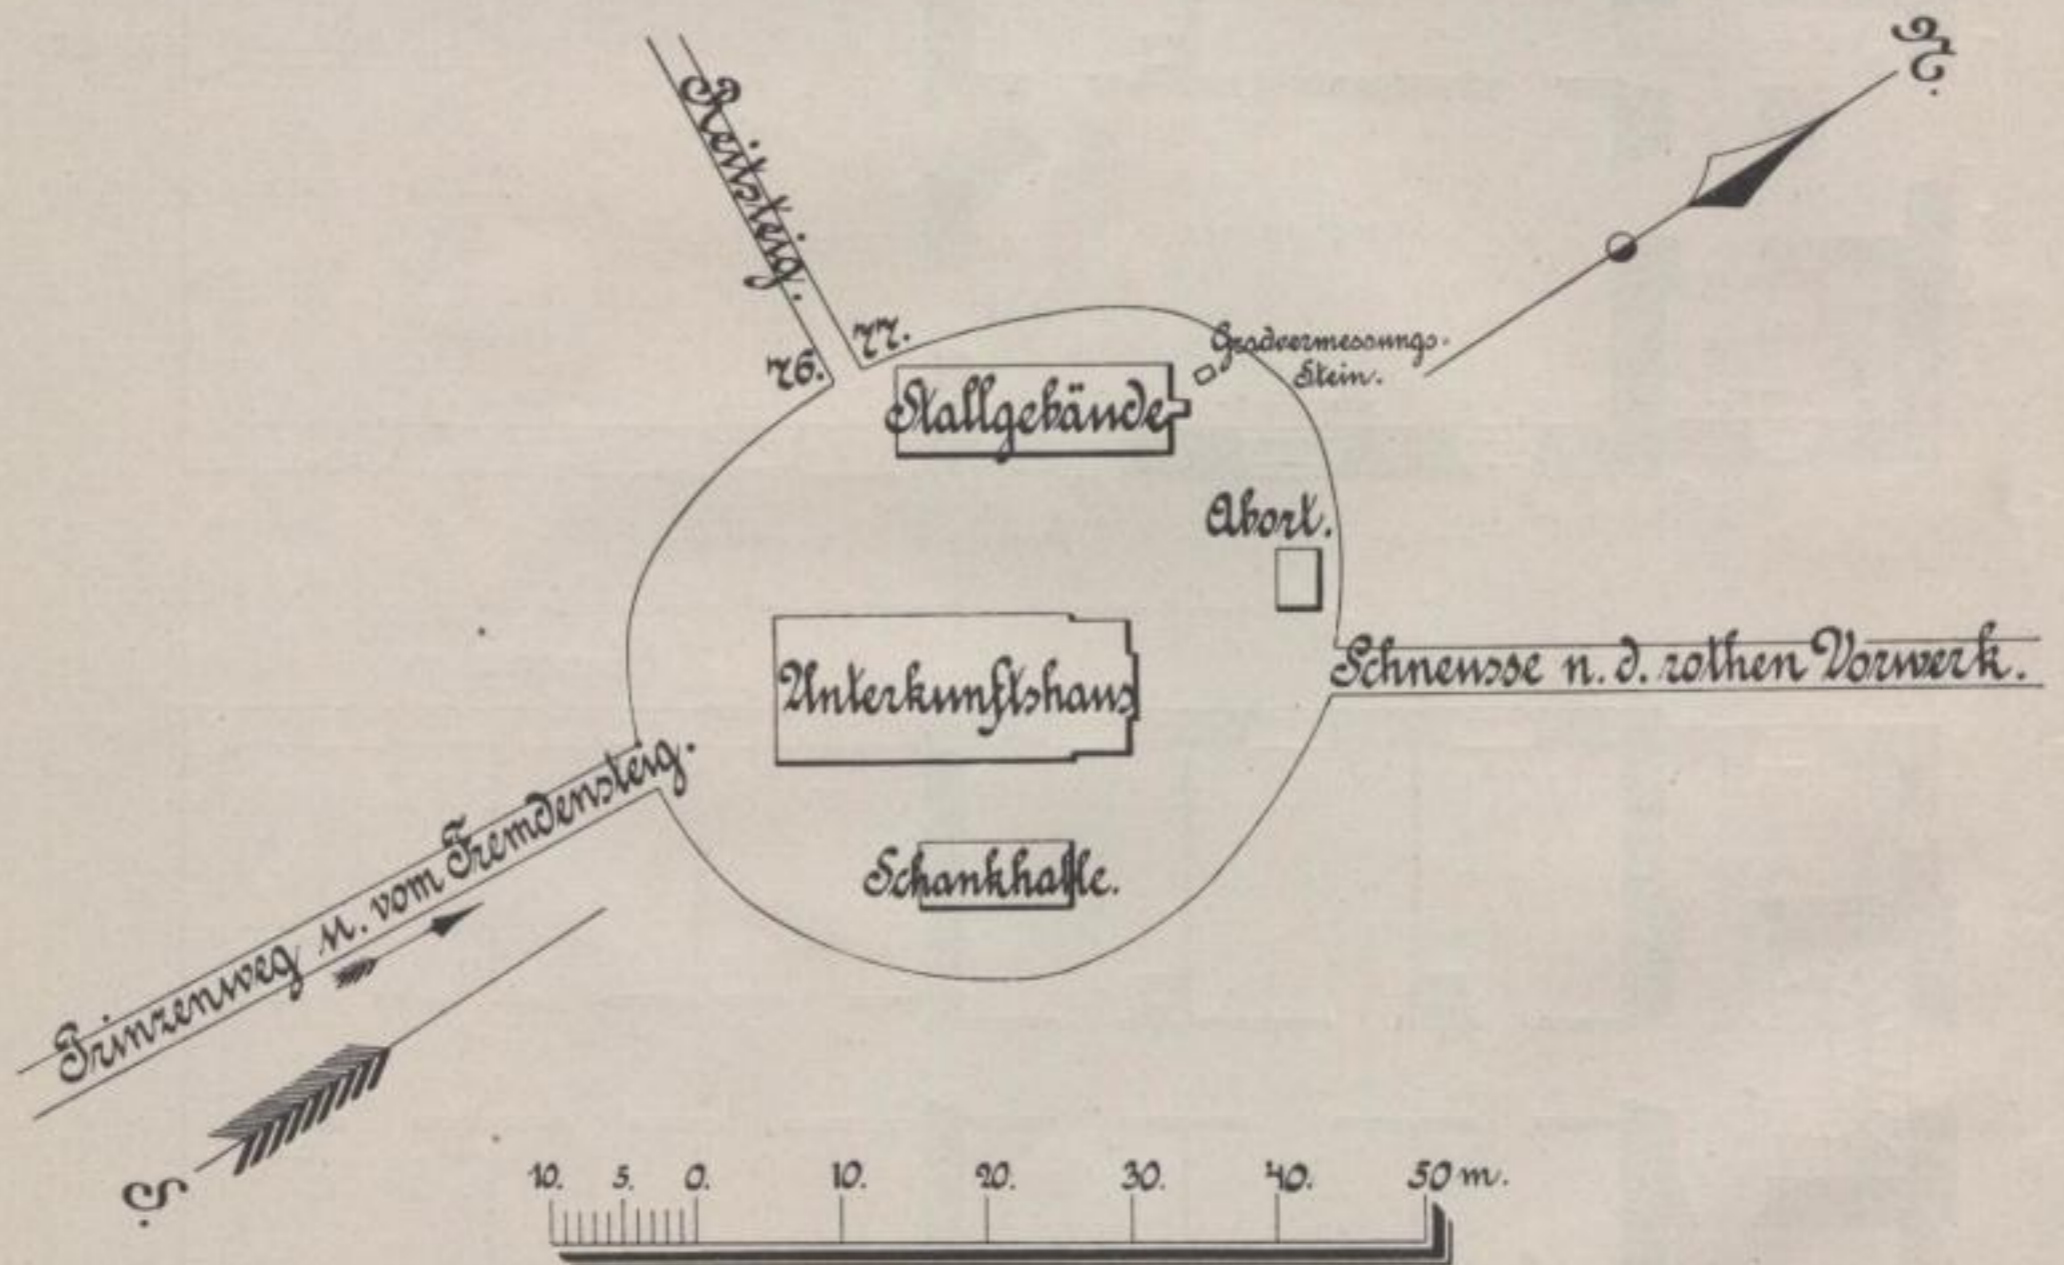 N.
Reitsteig.
76.
77.
Gradvermessungs-
Stein.
Stallgebäude
Abort.
Unterkunftshaus
Schneusse n. d. rothen Vorwerk.
Prinzenweg u. vom Fremdensteig.
Schankhalle.
S.
10. 5. 0. 10. 20. 30. 40. 50 m.